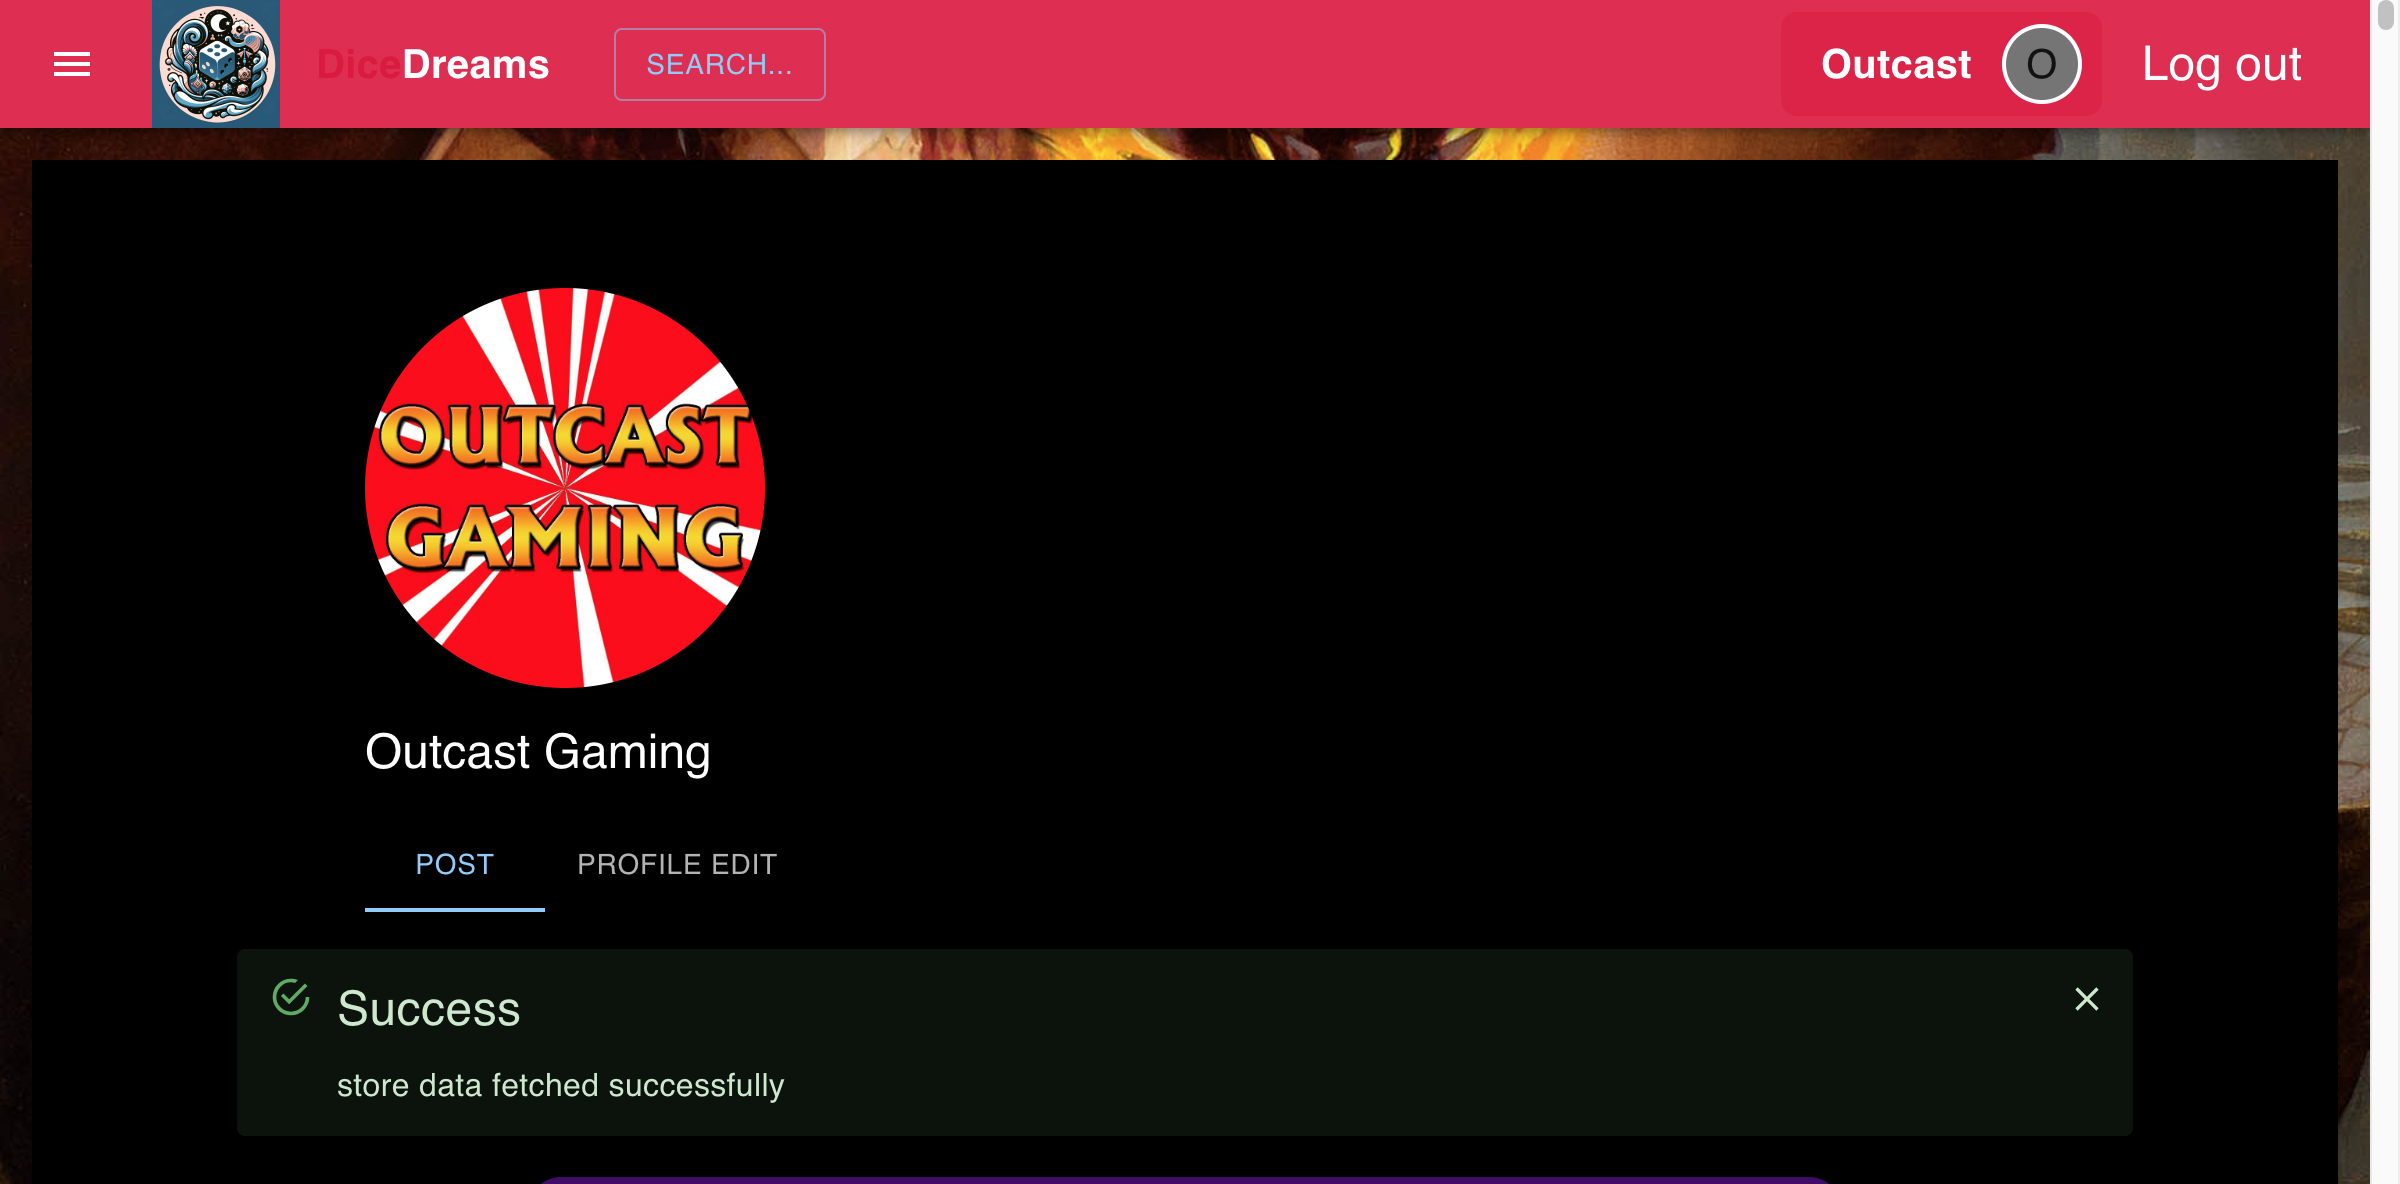 DiceDreams
SEARCH...
Outcast
O
Log out
OUTCAST
GAMING
Outcast Gaming
POST
PROFILE EDIT
Success
store data fetched successfully